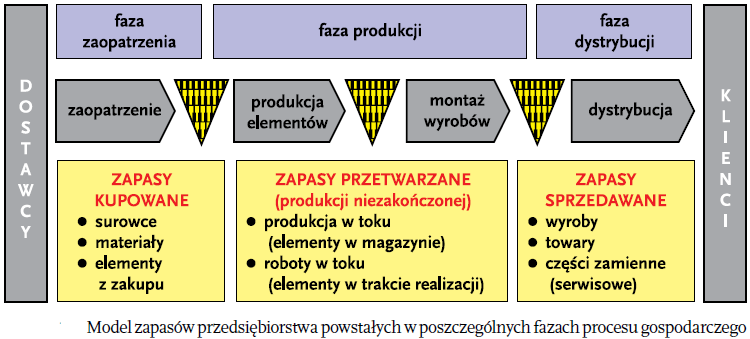 DOSTAWCY
faza
zaopatrzenia
faza produkcji
faza
dystrybucji
KLIENCI
zaopatrzenie
produkcja
elementów
montaż
wyrobów
dystrybucja
ZAPASY
KUPOWANE
• surowce
• materiały
• elementy
z zakupu
ZAPASY PRZETWARZANE
(produkcji niezakończonej)
• produkcja w toku
(elementy w magazynie)
• roboty w toku
(elementy w trakcie realizacji)
ZAPASY
SPRZEDAWANE
• wyroby
• towary
• części zamienne
(serwisowe)
Model zapasów przedsiębiorstwa powstałych w poszczególnych fazach procesu gospodarczego